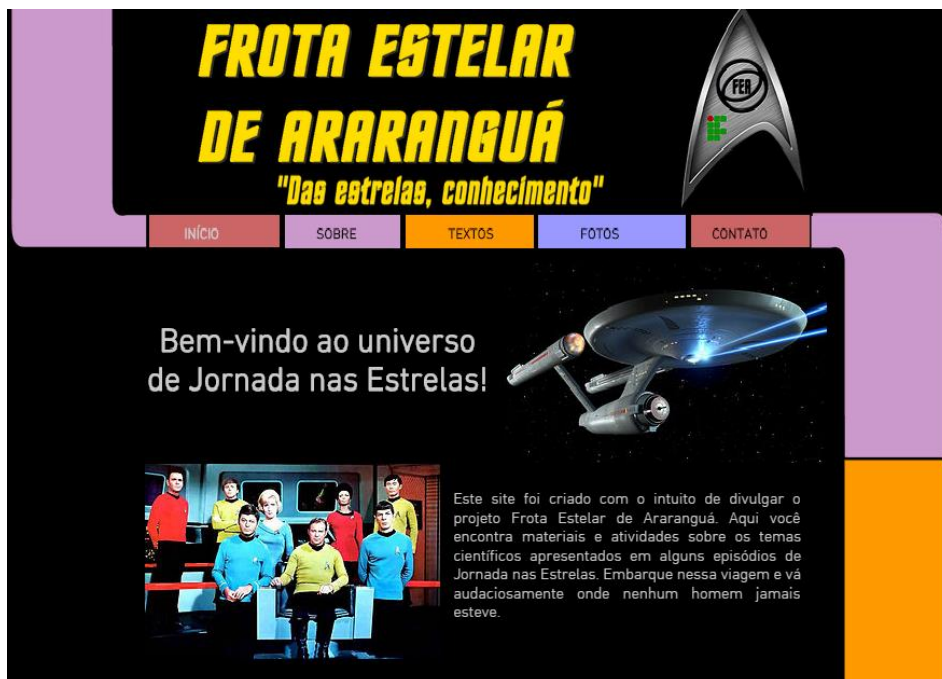 FROTA ESTELAR
DE ARARANGUÁ
"Das estrelas, conhecimento"
FEA
IF
INÍCIO SOBRE TEXTOS FOTOS CONTATO
Bem-vindo ao universo
de Jornada nas Estrelas!
Este site foi criado com o intuito de divulgar o
projeto Frota Estelar de Araranguá. Aqui você
encontra materiais e atividades sobre os temas
científicos apresentados em alguns episódios de
Jornada nas Estrelas. Embarque nessa viagem e vá
audaciosamente onde nenhum homem jamais
esteve.